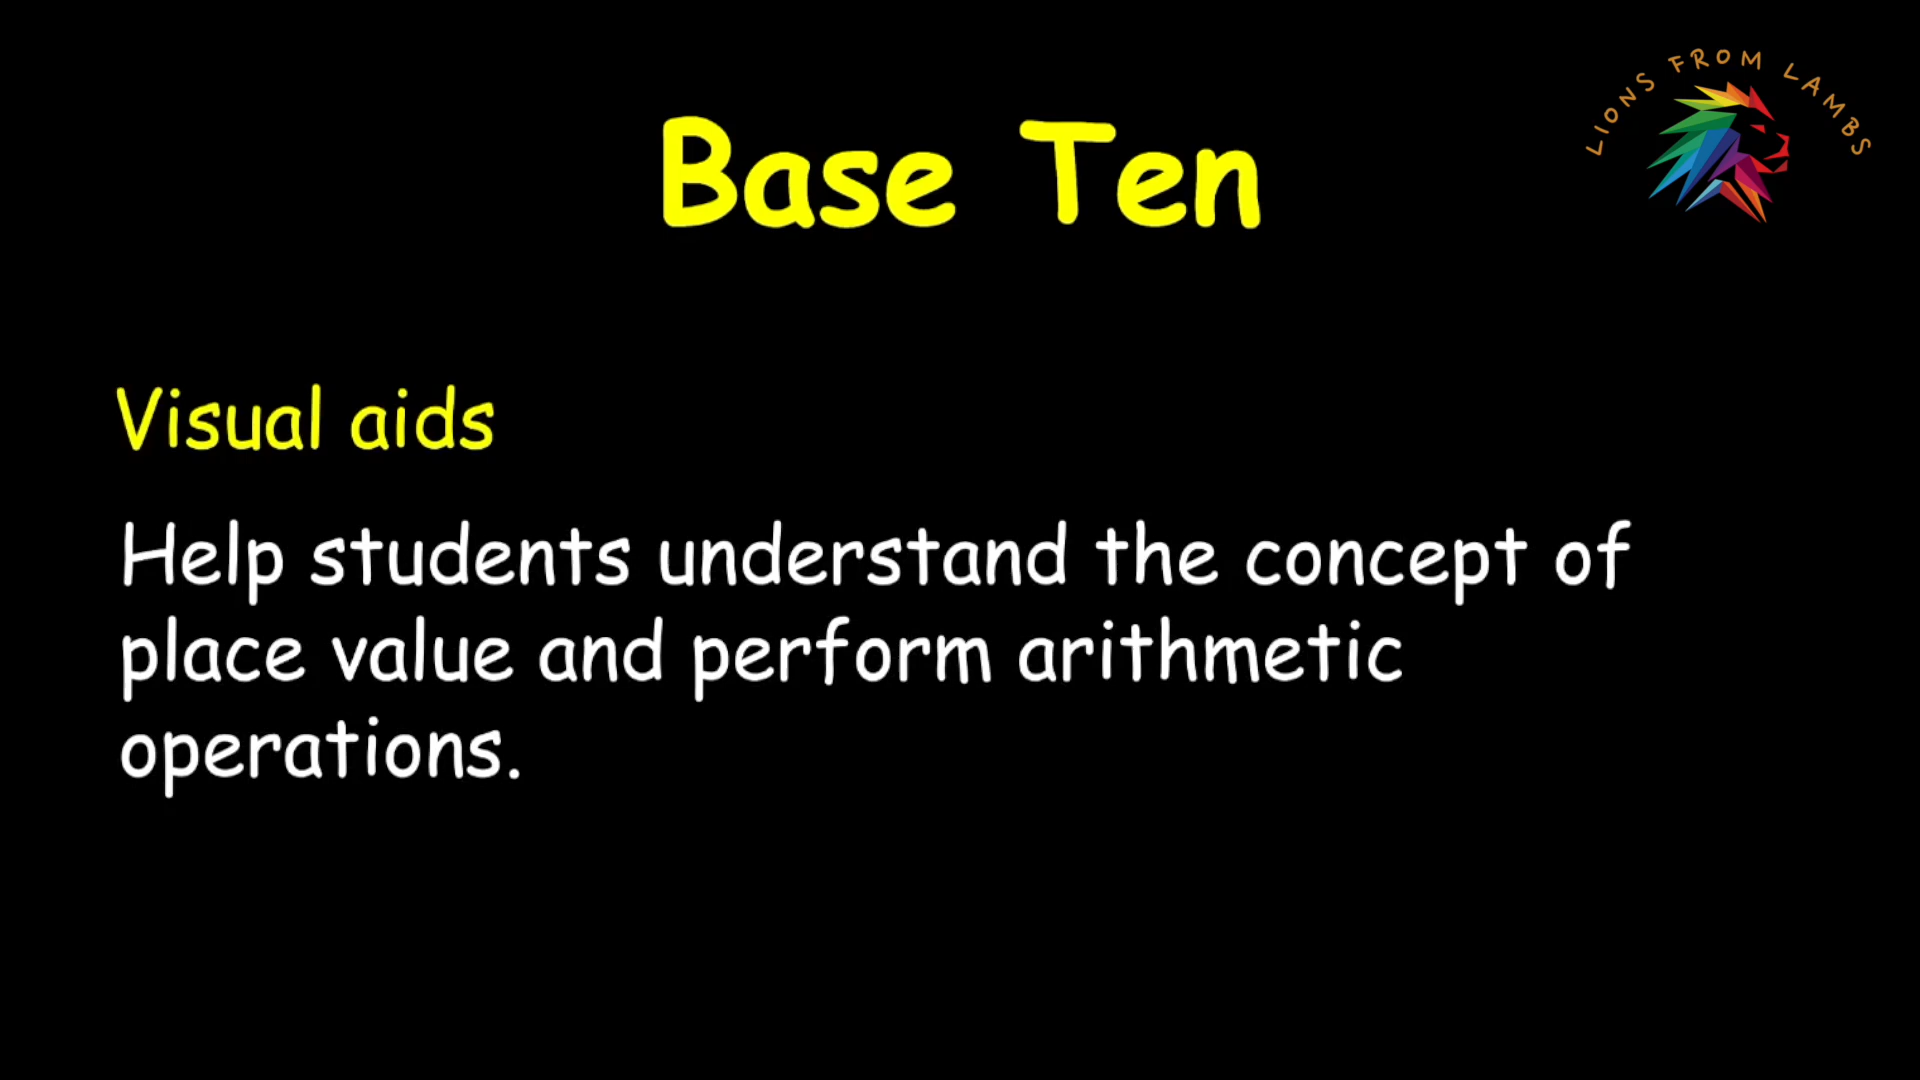 LIONS FROM LAMBS
Base Ten
Visual aids
Help students understand the concept of
place value and perform arithmetic
operations.